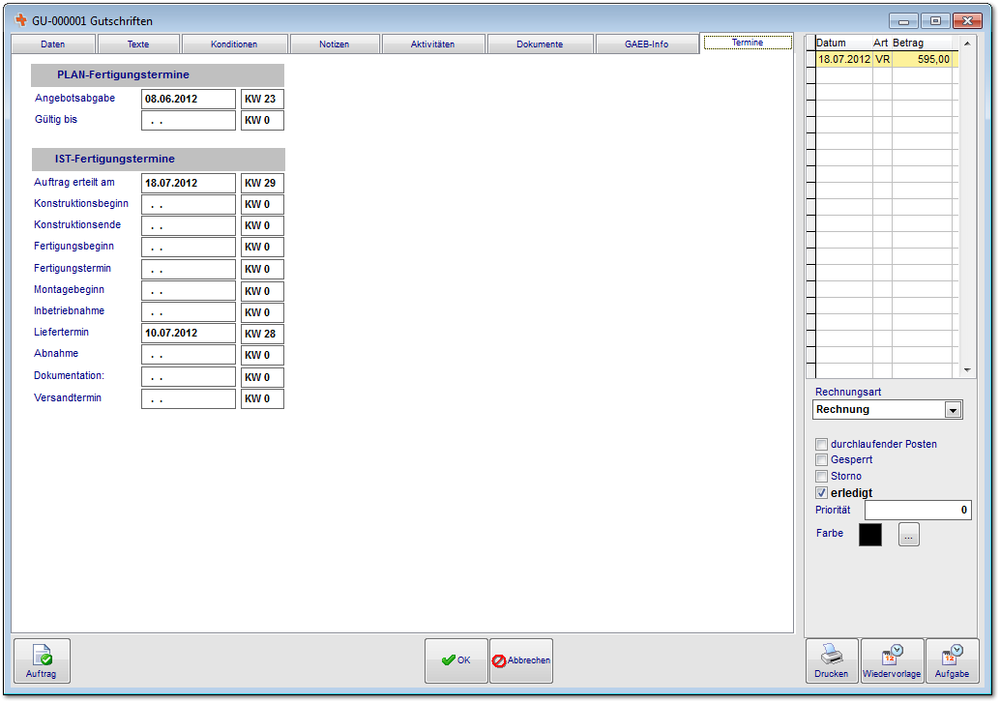 GU-000001 Gutschriften
Daten Texte Konditionen Notizen Aktivitäten Dokumente GAEB-Info Termine
PLAN-Fertigungstermine
Angebotsabgabe 08.06.2012 KW 23
Gültig bis . . KW 0
IST-Fertigungstermine
Auftrag erteilt am 18.07.2012 KW 29
Konstruktionsbeginn . . KW 0
Konstruktionsende . . KW 0
Fertigungsbeginn . . KW 0
Fertigungstermin . . KW 0
Montagebeginn . . KW 0
Inbetriebnahme . . KW 0
Liefertermin 10.07.2012 KW 28
Abnahme . . KW 0
Dokumentation: . . KW 0
Versandtermin . . KW 0
Datum Art Betrag
18.07.2012 VR 595,00
Rechnungsart
Rechnung
durchlaufender Posten
Gesperrt
Storno
erledigt
Priorität 0
Farbe ...
Auftrag OK Abbrechen Drucken 12 Wiedervorlage 12 Aufgabe